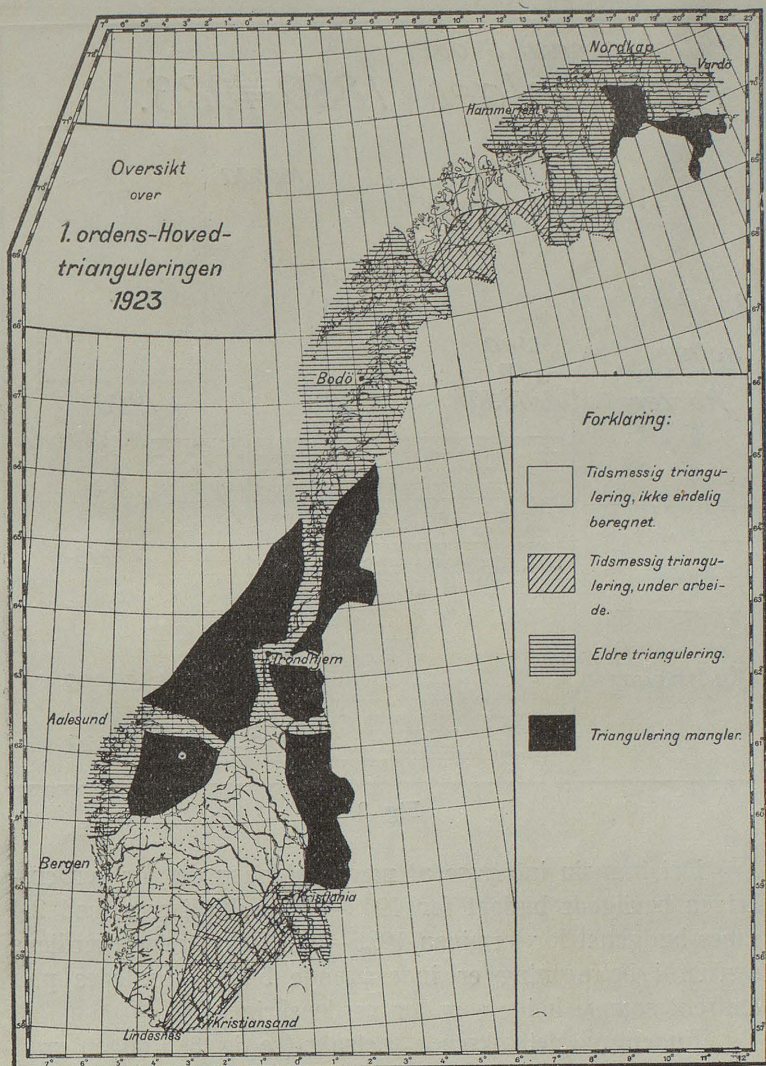 Oversikt
over
1. ordens-Hoved-
trianguleringen
1923
Nordkap
Vardö
Hammerfest
Bodö
Forklaring:
Tidsmessig triangu-
lering, ikke endelig
beregnet.
Tidsmessig triangu-
lering, under arbei-
de.
Eldre triangulering.
Triangulering mangler.
Trondhjem
Aalesund
Bergen
Kristiania
Kristiansand
Lindesnes